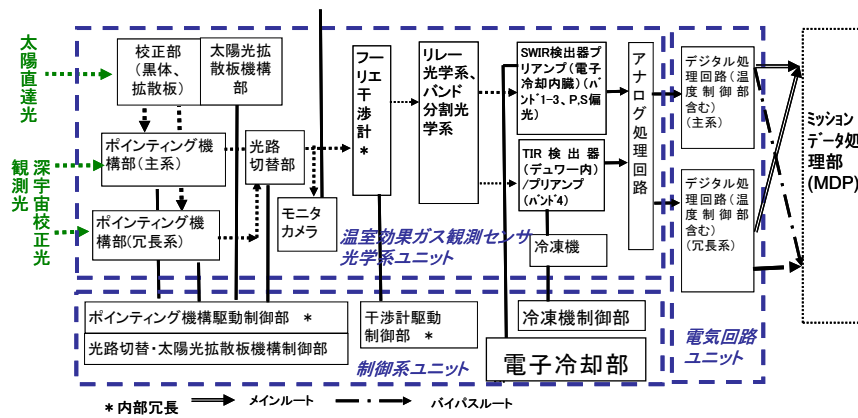 太陽直達光
深宇宙校正光
観測光
校正部
(黒体、
拡散板)
太陽光拡
散板機構
部
ポインティング機
構部(主系)
ポインティング機
構部(冗長系)
光路
切替部
モニタ
カメラ
フーリエ干渉計*
リレー
光学系、
バンド
分割光
学系
SWIR検出器プ
リアンプ(電子
冷却内臓)(バ
ンド1-3、P,S偏
光)
TIR 検出器
(デュワー内)
/プリアンプ
(バンド4)
冷凍機
アナログ処理回路
温室効果ガス観測センサ
光学系ユニット
デジタル処
理回路(温
度制御部
含む)
(主系)
デジタル処
理回路(温
度制御部
含む)
(冗長系)
電気回路
ユニット
ミッション
データ処
理部
(MDP)
ポインティング機構駆動制御部 *
光路切替・太陽光拡散板機構制御部
干渉計駆動
制御部 *
冷凍機制御部
電子冷却部
制御系ユニット
*内部冗長
メインルート
バイパスルート